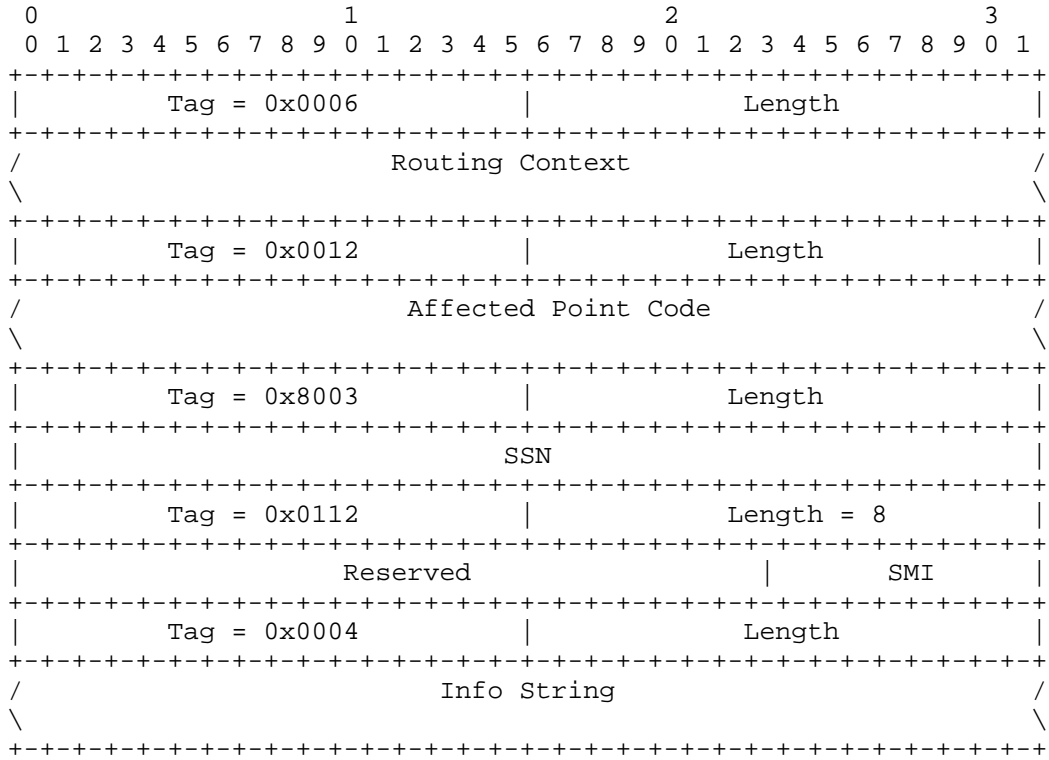 0                   1                   2                   3
 0 1 2 3 4 5 6 7 8 9 0 1 2 3 4 5 6 7 8 9 0 1 2 3 4 5 6 7 8 9 0 1
+-+-+-+-+-+-+-+-+-+-+-+-+-+-+-+-+-+-+-+-+-+-+-+-+-+-+-+-+-+-+-+-+
|         Tag = 0x0006          |             Length            |
+-+-+-+-+-+-+-+-+-+-+-+-+-+-+-+-+-+-+-+-+-+-+-+-+-+-+-+-+-+-+-+-+
/                       Routing Context                         /
\                                                               \
+-+-+-+-+-+-+-+-+-+-+-+-+-+-+-+-+-+-+-+-+-+-+-+-+-+-+-+-+-+-+-+-+
|         Tag = 0x0012          |            Length             |
+-+-+-+-+-+-+-+-+-+-+-+-+-+-+-+-+-+-+-+-+-+-+-+-+-+-+-+-+-+-+-+-+
/                        Affected Point Code                    /
\                                                               \
+-+-+-+-+-+-+-+-+-+-+-+-+-+-+-+-+-+-+-+-+-+-+-+-+-+-+-+-+-+-+-+-+
|         Tag = 0x8003          |            Length             |
+-+-+-+-+-+-+-+-+-+-+-+-+-+-+-+-+-+-+-+-+-+-+-+-+-+-+-+-+-+-+-+-+
|                              SSN                              |
+-+-+-+-+-+-+-+-+-+-+-+-+-+-+-+-+-+-+-+-+-+-+-+-+-+-+-+-+-+-+-+-+
|         Tag = 0x0112          |            Length = 8         |
+-+-+-+-+-+-+-+-+-+-+-+-+-+-+-+-+-+-+-+-+-+-+-+-+-+-+-+-+-+-+-+-+
|                    Reserved                  |       SMI      |
+-+-+-+-+-+-+-+-+-+-+-+-+-+-+-+-+-+-+-+-+-+-+-+-+-+-+-+-+-+-+-+-+
|         Tag = 0x0004          |             Length            |
+-+-+-+-+-+-+-+-+-+-+-+-+-+-+-+-+-+-+-+-+-+-+-+-+-+-+-+-+-+-+-+-+
/                          Info String                          /
\                                                               \
+-+-+-+-+-+-+-+-+-+-+-+-+-+-+-+-+-+-+-+-+-+-+-+-+-+-+-+-+-+-+-+-+